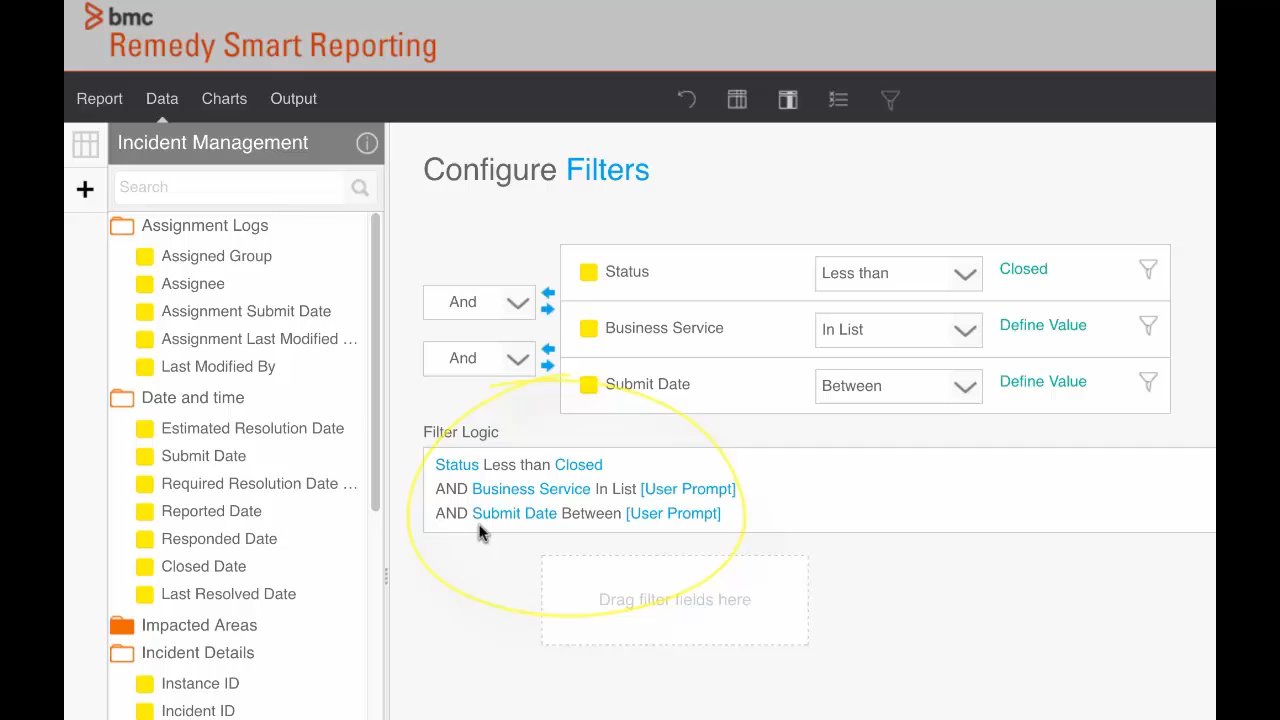 bmc
Remedy Smart Reporting
Report Data Charts Output
Incident Management
Search
Assignment Logs
Assigned Group
Assignee
Assignment Submit Date
Assignment Last Modified ...
Last Modified By
Date and time
Estimated Resolution Date
Submit Date
Required Resolution Date ...
Reported Date
Responded Date
Closed Date
Last Resolved Date
Impacted Areas
Incident Details
Instance ID
Incident ID
Configure Filters
Status Less than Closed
And
Business Service In List Define Value
And
Submit Date Between Define Value
Filter Logic
Status Less than Closed
AND Business Service In List [User Prompt]
AND Submit Date Between [User Prompt]
Drag filter fields here